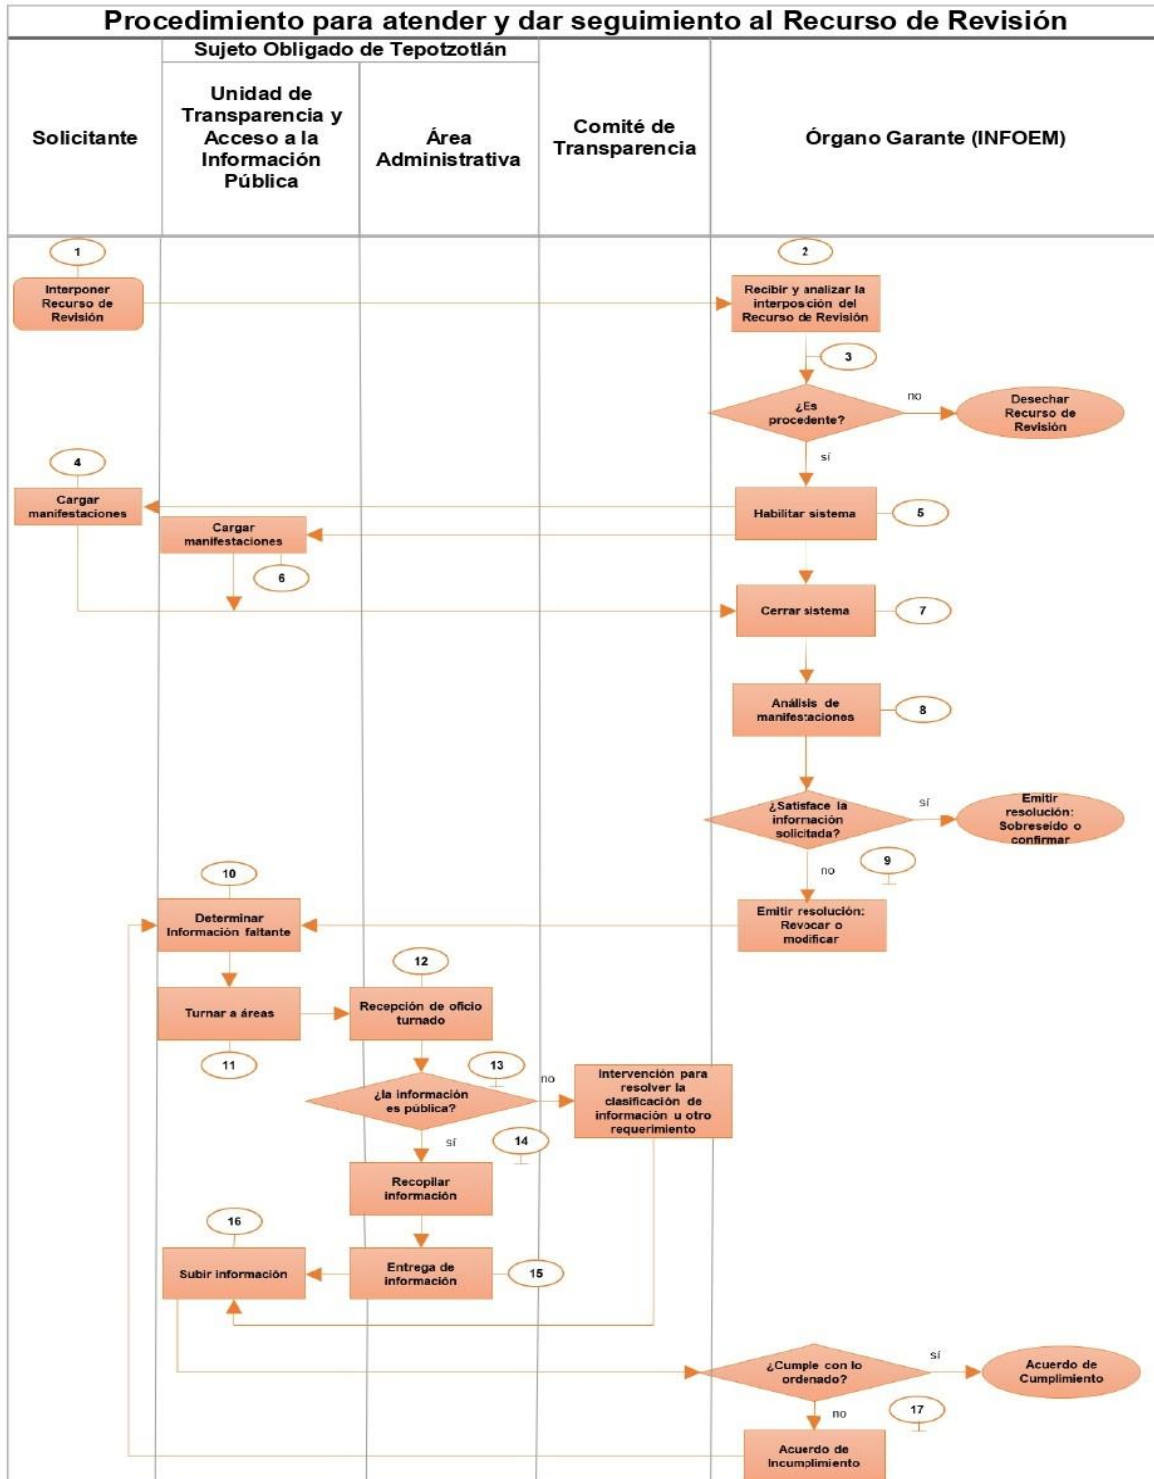 Procedimiento para atender y dar seguimiento al Recurso de Revisión
Sujeto Obligado de Tepotzotlán
Solicitante
Unidad de
Transparencia y
Acceso a la
Información
Pública
Área
Administrativa
Comité de
Transparencia
Órgano Garante (INFOEM)
1
Interponer
Recurso de
Revisión
2
Recibir y analizar la
interposición del
Recurso de Revisión
3
¿Es
procedente?
no
Desechar
Recurso de
Revisión
sí
4
Cargar
manifestaciones
Cargar
manifestaciones
6
Habilitar sistema
5
Cerrar sistema
7
Análisis de
manifestaciones
8
¿Satisface la
información
solicitada?
sí
Emitir
resolución:
Sobreseído o
confirmar
no
9
Emitir resolución:
Revocar o
modificar
10
Determinar
Información faltante
Turnar a áreas
11
12
Recepción de oficio
turnado
13
¿la información
es pública?
no
Intervención para
resolver la
clasificación de
información u otro
requerimiento
sí
14
Recopilar
información
Entrega de
información
15
16
Subir información
¿Cumple con lo
ordenado?
sí
Acuerdo de
Cumplimiento
no
17
Acuerdo de
Incumplimiento